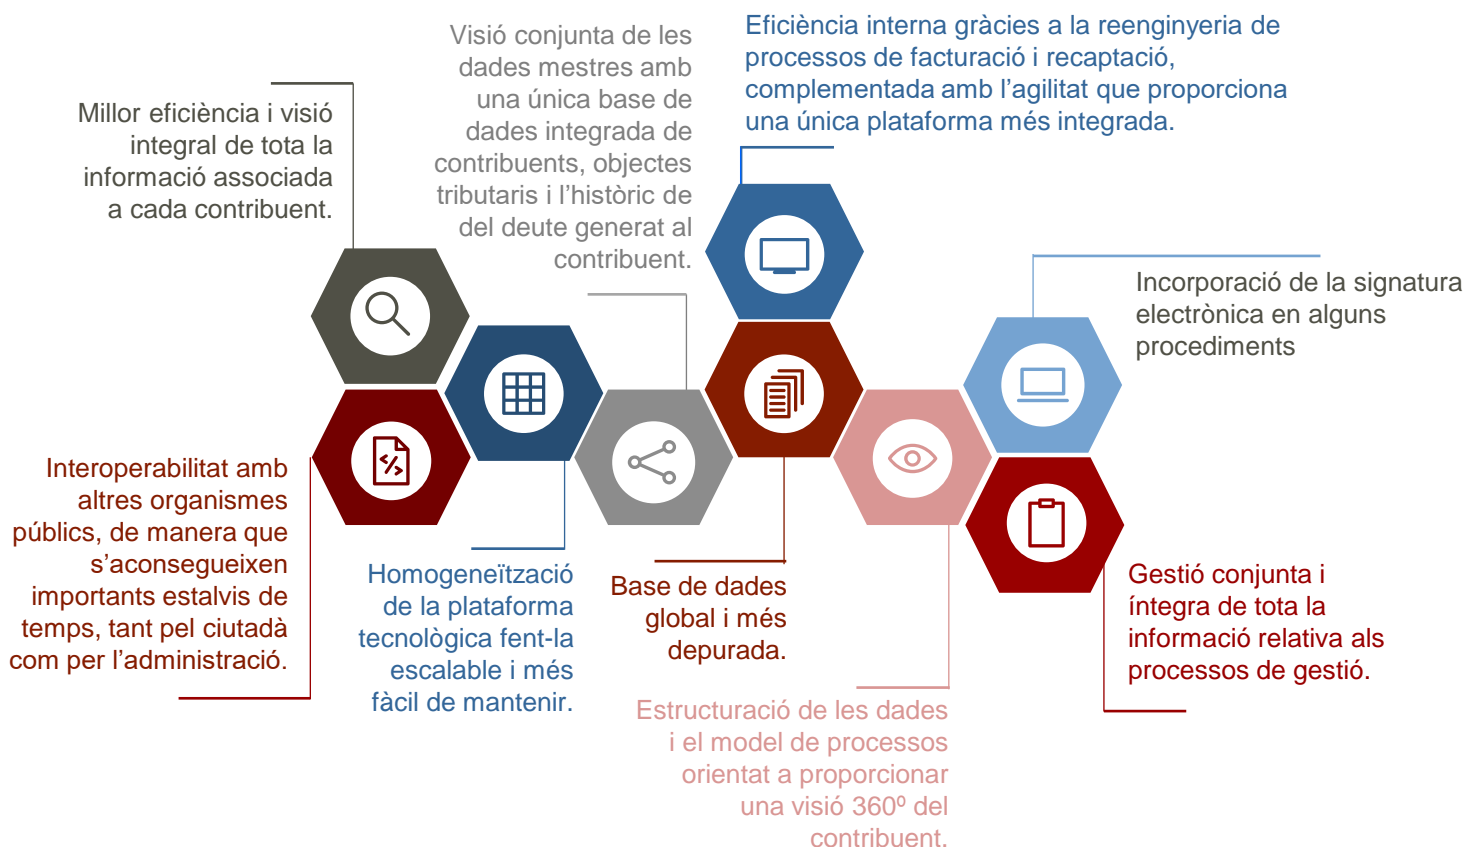 Millor eficiència i visió
integral de tota la
informació associada
a cada contribuent.
Visió conjunta de les
dades mestres amb
una única base de
dades integrada de
contribuents, objectes
tributaris i l’històric de
del deute generat al
contribuent.
Eficiència interna gràcies a la reenginyeria de
processos de facturació i recaptació,
complementada amb l’agilitat que proporciona
una única plataforma més integrada.
Incorporació de la signatura
electrònica en alguns
procediments
Interoperabilitat amb
altres organismes
públics, de manera que
s’aconsegueixen
importants estalvis de
temps, tant pel ciutadà
com per l’administració.
Homogeneïtzació
de la plataforma
tecnològica fent-la
escalable i més
fàcil de mantenir.
Base de dades
global i més
depurada.
Estructuració de les dades
i el model de processos
orientat a proporcionar
una visió 360º del
contribuent.
Gestió conjunta i
íntegra de tota la
informació relativa als
processos de gestió.